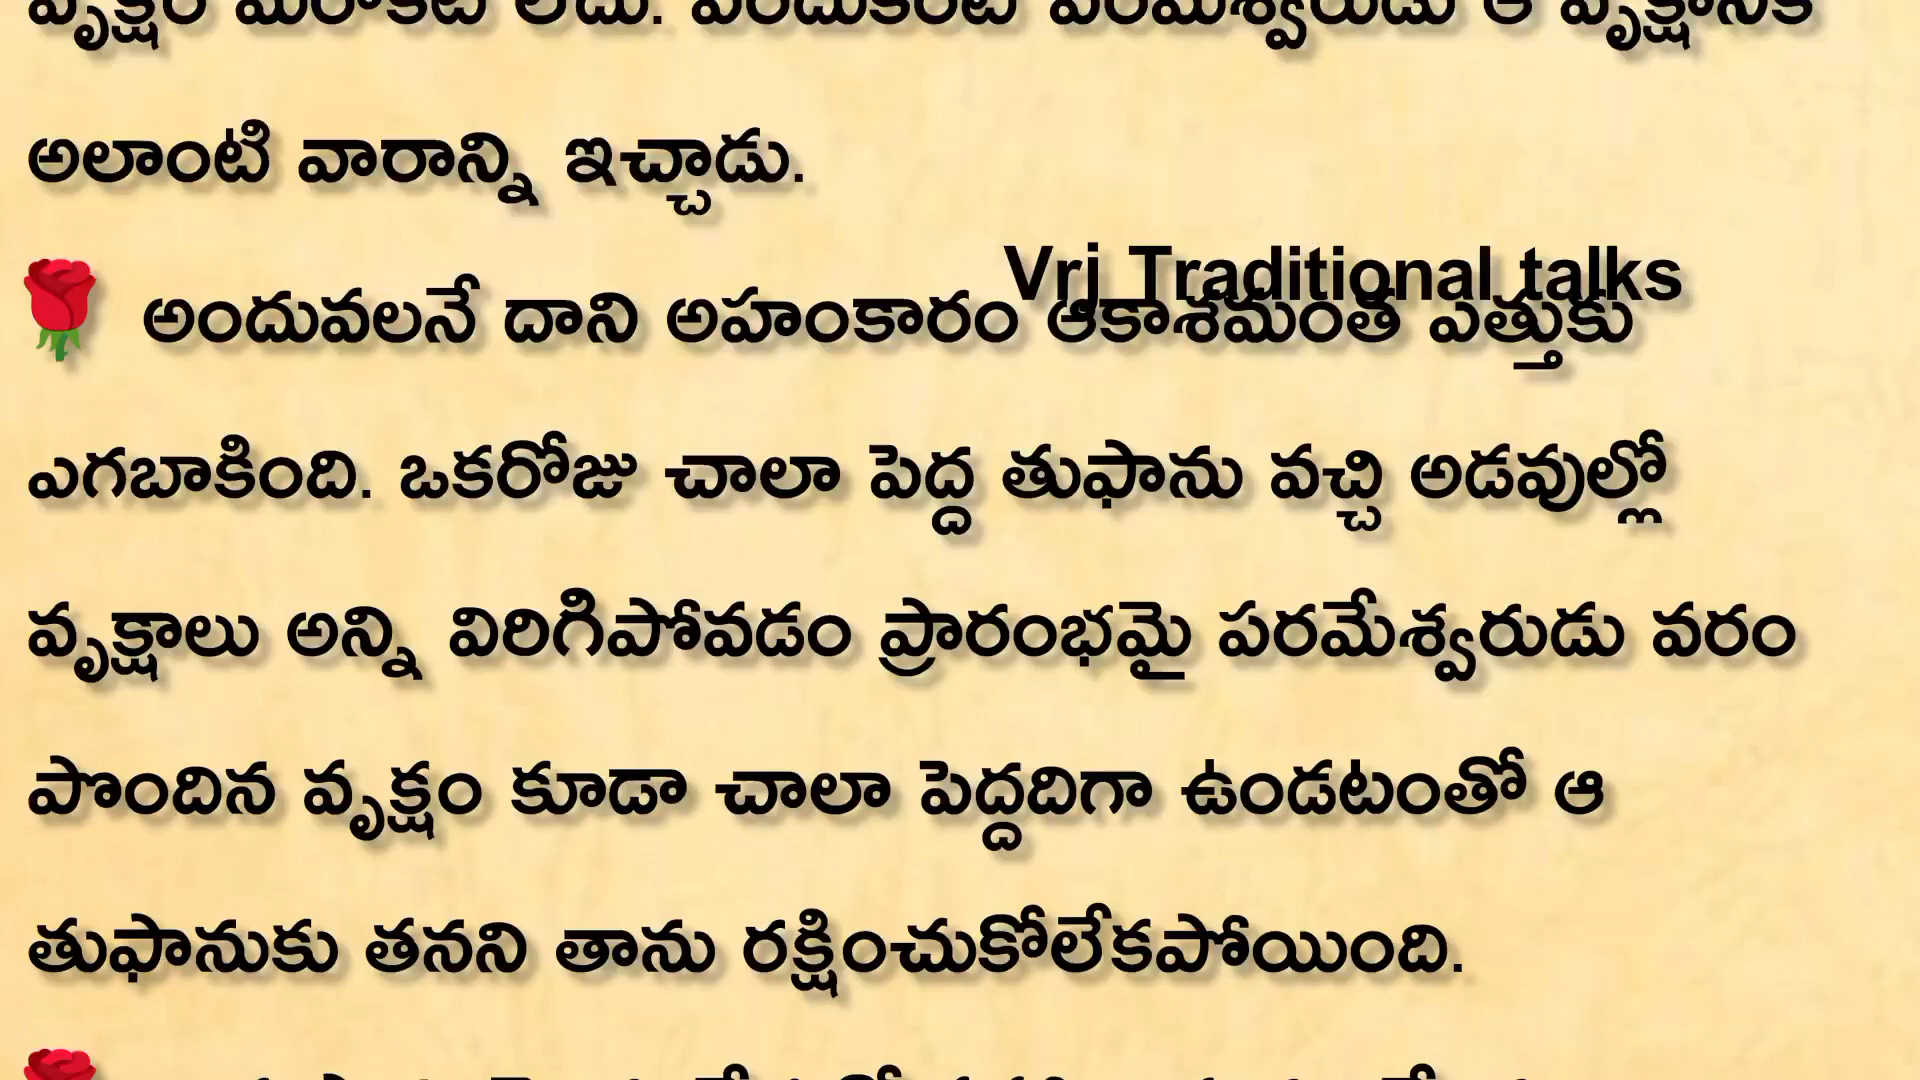 వృక్షం మరొకటి లేదు. ఎందుకంటే పరమేశ్వరుడు ఆ వృక్షానికి
అలాంటి వారాన్ని ఇచ్చాడు.
Vrj Traditional talks
🌹 అందువలనే దాని అహంకారం ఆకాశమంత ఎత్తుకు
ఎగబాకింది. ఒకరోజు చాలా పెద్ద తుఫాను వచ్చి అడవుల్లో
వృక్షాలు అన్ని విరిగిపోవడం ప్రారంభమై పరమేశ్వరుడు వరం
పొందిన వృక్షం కూడా చాలా పెద్దదిగా ఉండటంతో ఆ
తుఫానుకు తనని తాను రక్షించుకోలేకపోయింది.